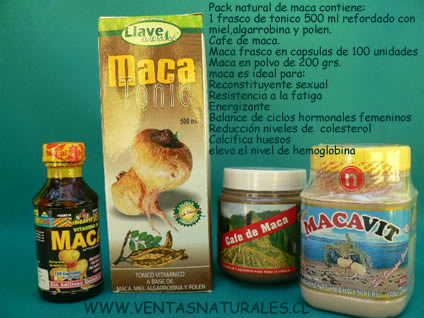 Pack natural de maca contiene:
1 frasco de tonico 500 ml refordado con
miel,algarrobina y polen.
Cafe de maca.
Maca frasco en capsulas de 100 unidades
Maca en polvo de 200 grs.
maca es ideal para:
Reconstituyente sexual
Resistencia a la fatiga
Energizante
Balance de ciclos hormonales femeninos
Reducción niveles de colesterol
Calcifica huesos
eleva el nivel de hemoglobina
Llave
Maca
Tonic
500 ml
TONICO VITAMINICO
A BASE DE
MACA, MIEL, ALGARROBINA Y POLEN
MAC
Cafe de Maca
n
MACAVIT
WWW.VENTASNATURALES.CL